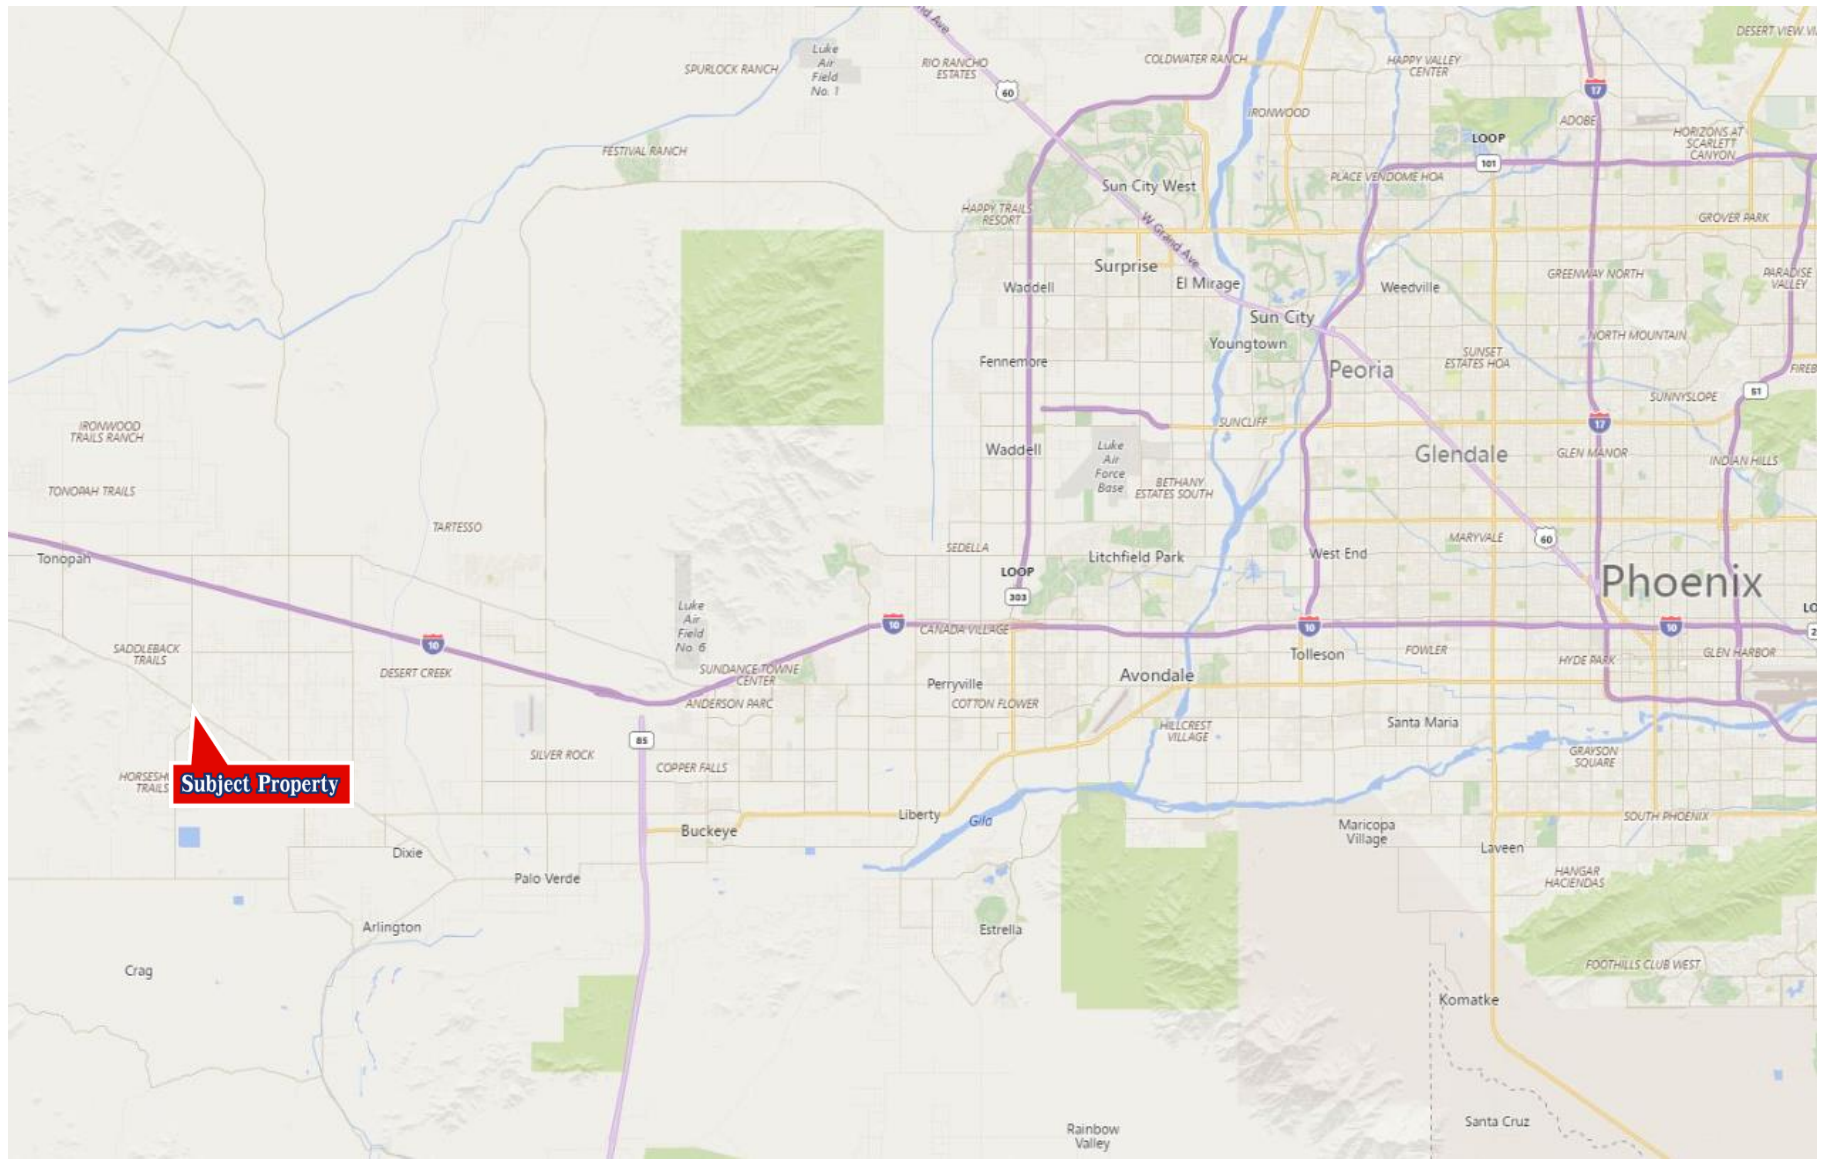 nd Ave
Luke
Air
Field
No. 1
SPURLOCK RANCH
RIO RANCHO
ESTATES
60
COLDWATER RANCH
HAPPY VALLEY
CENTER
DESERT VIEW VI
17
IRONWOOD
ADOBE
LOOP
101
HORIZONS AT
SCARLETT
CANYON
FESTIVAL RANCH
PLACE VENDOME HOA
Sun City West
HAPPY TRAILS
RESORT
W Grand Ave
GROVER PARK
Surprise
El Mirage
Waddell
Weedville
GREENWAY NORTH
PARADISE
VALLEY
Sun City
Youngtown
NORTH MOUNTAIN
Fennemore
SUNSET
ESTATES HOA
Peoria
FIREB
51
SUNNYSLOPE
IRONWOOD
TRAILS RANCH
SUNCLIFF
17
Waddell
Luke
Air
Force
Base
Glendale
GLEN MANOR
INDIAN HILLS
TONOPAH TRAILS
BETHANY
ESTATES SOUTH
TARTESSO
Tonopah
SEDELLA
Litchfield Park
West End
MARYVALE
60
LOOP
303
Phoenix
Luke
Air
Field
No. 6
10
10
CANADA VILLAGE
10
10
LO
2
SADDLEBACK
TRAILS
DESERT CREEK
SUNDANCE TOWNE
CENTER
Tolleson
FOWLER
HYDE PARK
GLEN HARBOR
Perryville
Avondale
ANDERSON PARC
COTTON FLOWER
85
HILLCREST
VILLAGE
Santa Maria
SILVER ROCK
COPPER FALLS
GRAYSON
SQUARE
HORSESH
TRAILS
Subject Property
Buckeye
Liberty
Gila
Maricopa
Village
SOUTH PHOENIX
Dixie
Laveen
Palo Verde
HANGAR
HACIENDAS
Arlington
Estrella
Crag
FOOTHILLS CLUB WEST
Komatke
Rainbow
Valley
Santa Cruz